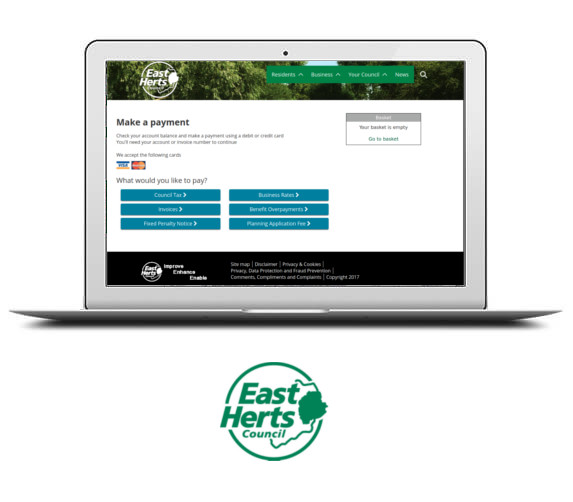 East
Herts
Council
Residents Business Your Council News
Make a payment
Check your account balance and make a payment using a debit or credit card
You'll need your account or invoice number to continue
We accept the following cards
VISA MasterCard
What would you like to pay?
Council Tax Business Rates
Invoices Benefit Overpayments
Fixed Penalty Notice Planning Application Fee
Basket
Your basket is empty
Go to basket
East
Herts
Council
Improve
Enhance
Enable
Site map | Disclaimer | Privacy & Cookies |
Privacy, Data Protection and Fraud Prevention |
Comments, Compliments and Complaints | Copyright 2017
East
Herts
Council